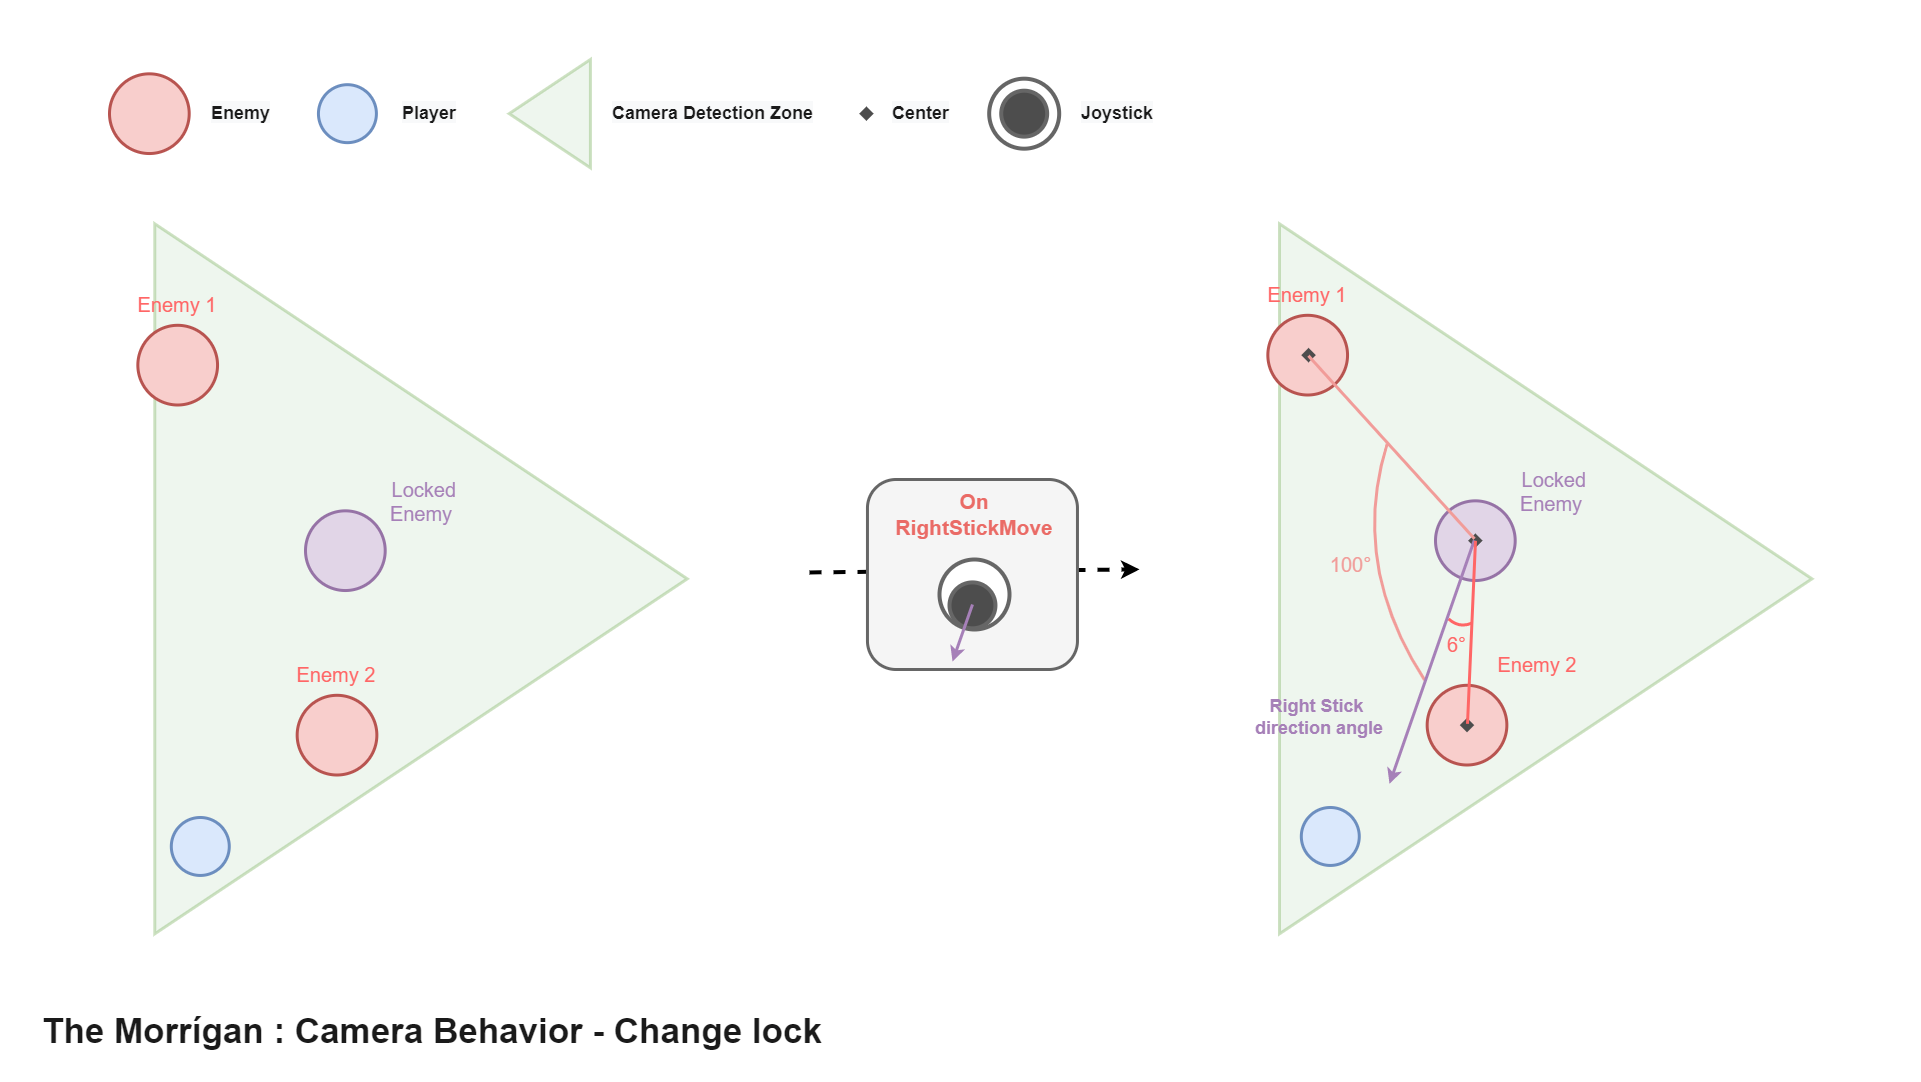 Enemy
Player
Camera Detection Zone
Center
Joystick
Enemy 1
Locked
Enemy
Enemy 2
On
RightStickMove
Enemy 1
Locked
Enemy
100°
6°
Enemy 2
Right Stick
direction angle
The Morrígan : Camera Behavior - Change lock